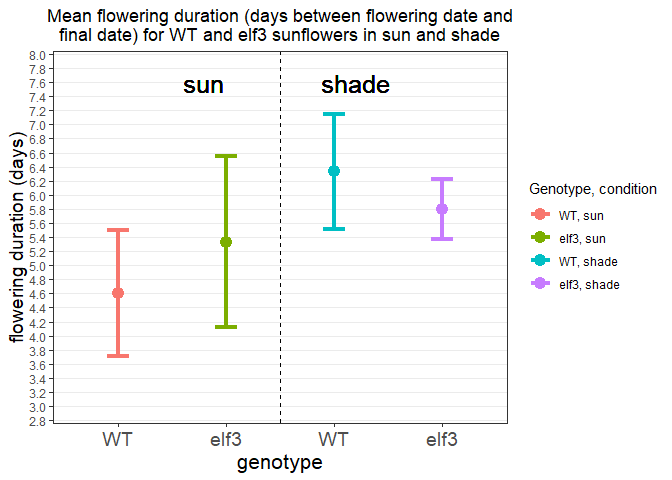 Mean flowering duration (days between flowering date and
final date) for WT and elf3 sunflowers in sun and shade
sun
shade
flowering duration (days)
8.0
7.8
7.6
7.4
7.2
7.0
6.8
6.6
6.4
6.2
6.0
5.8
5.6
5.4
5.2
5.0
4.8
4.6
4.4
4.2
4.0
3.8
3.6
3.4
3.2
3.0
2.8
WT
elf3
WT
elf3
genotype
Genotype, condition
WT, sun
elf3, sun
WT, shade
elf3, shade